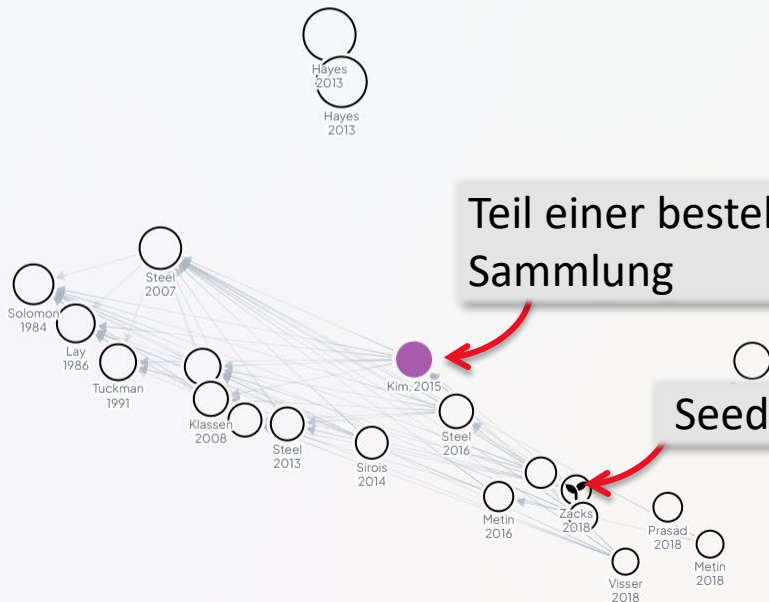 Hayes
2013
Hayes
2013
Teil einer
Sammlung
Steel
2007
Solomon
1984
Lay
1986
Tuckman
1991
Kim, 2015
Seed
Klassen
2008
Steel
2013
Steel
2016
Sirois
2014
Metin
2016
Zacks
2018
Prasad
2018
Metin
2018
Visser
2018